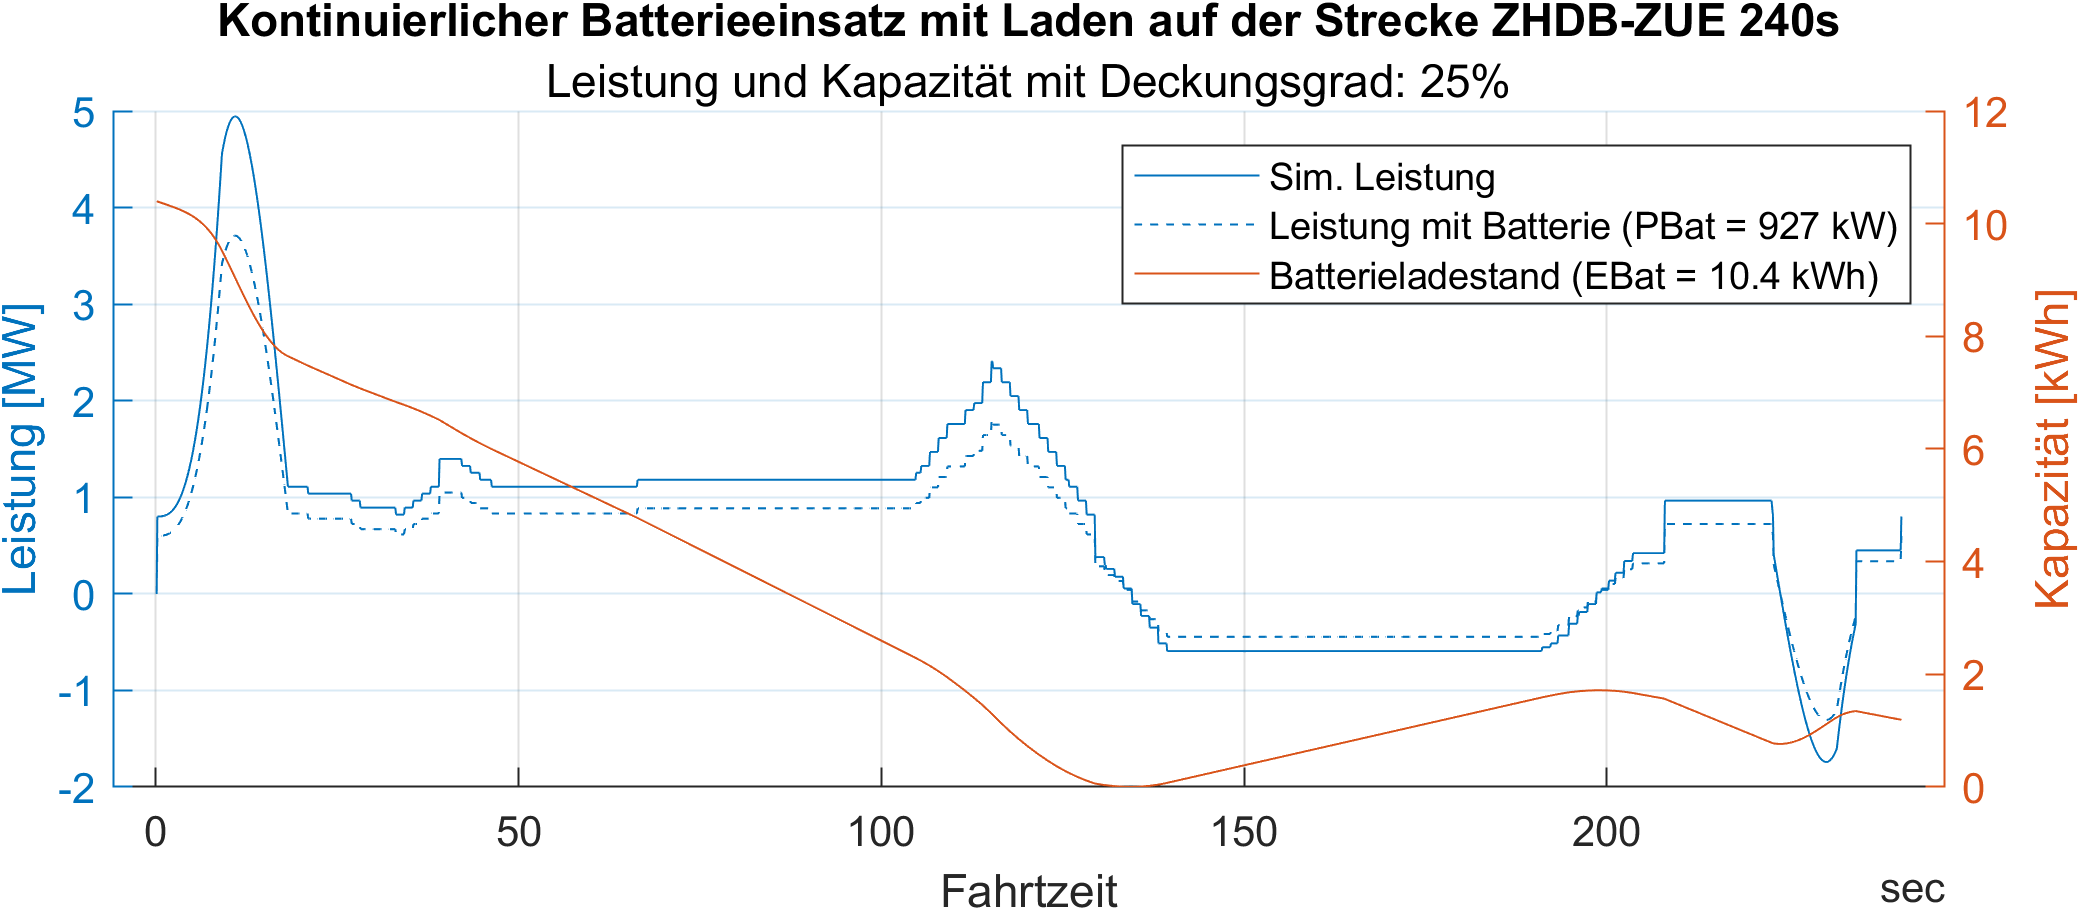 Kontinuierlicher Batterieeinsatz mit Laden auf der Strecke ZHDB-ZUE 240s
Leistung und Kapazität mit Deckungsgrad: 25%
Leistung [MW]
5
4
3
2
1
0
-1
-2
Sim. Leistung
Leistung mit Batterie (PBat = 927 kW)
Batterieladestand (EBat = 10.4 kWh)
12
10
8
6
4
2
0
Kapazität [kWh]
0 50 100 150 200
Fahrtzeit
sec